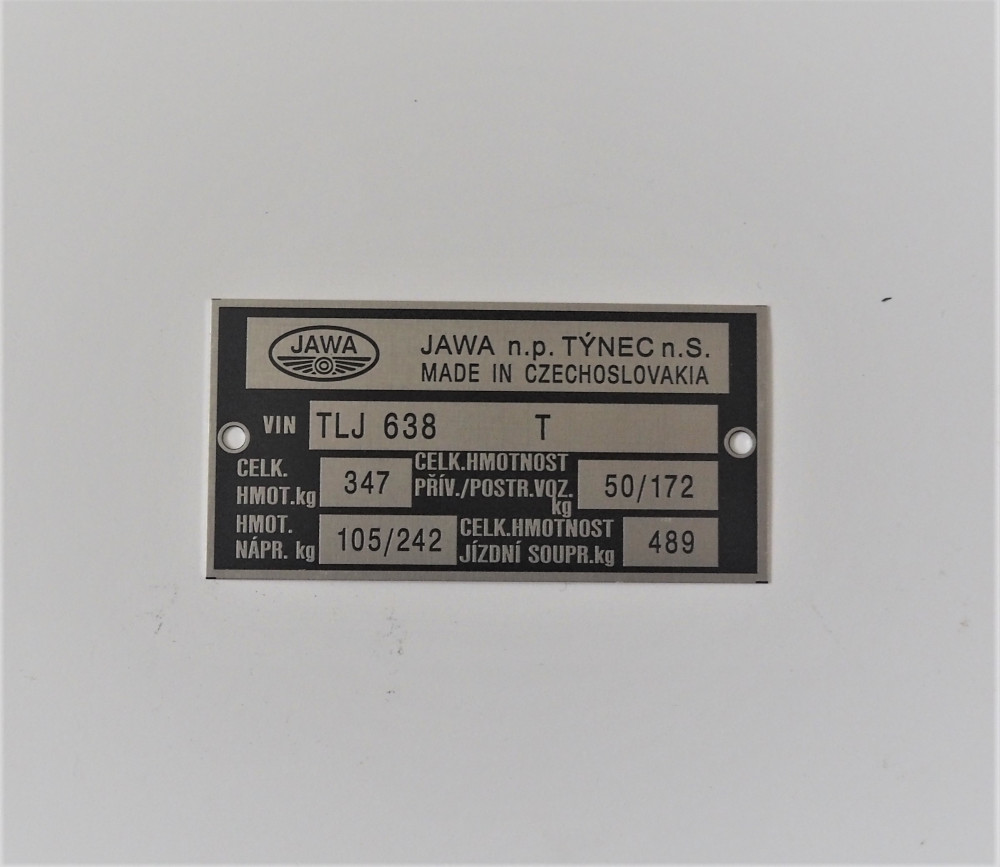 JAWA
JAWA n.p. TÝNEC n.S.
MADE IN CZECHOSLOVAKIA
VIN TLJ 638 T
CELK. HMOT.kg 347
CELK.HMOTNOST PŘÍV./POSTR.VOZ. kg 50/172
HMOT. NÁPR. kg 105/242
CELK.HMOTNOST JÍZDNÍ SOUPR.kg 489